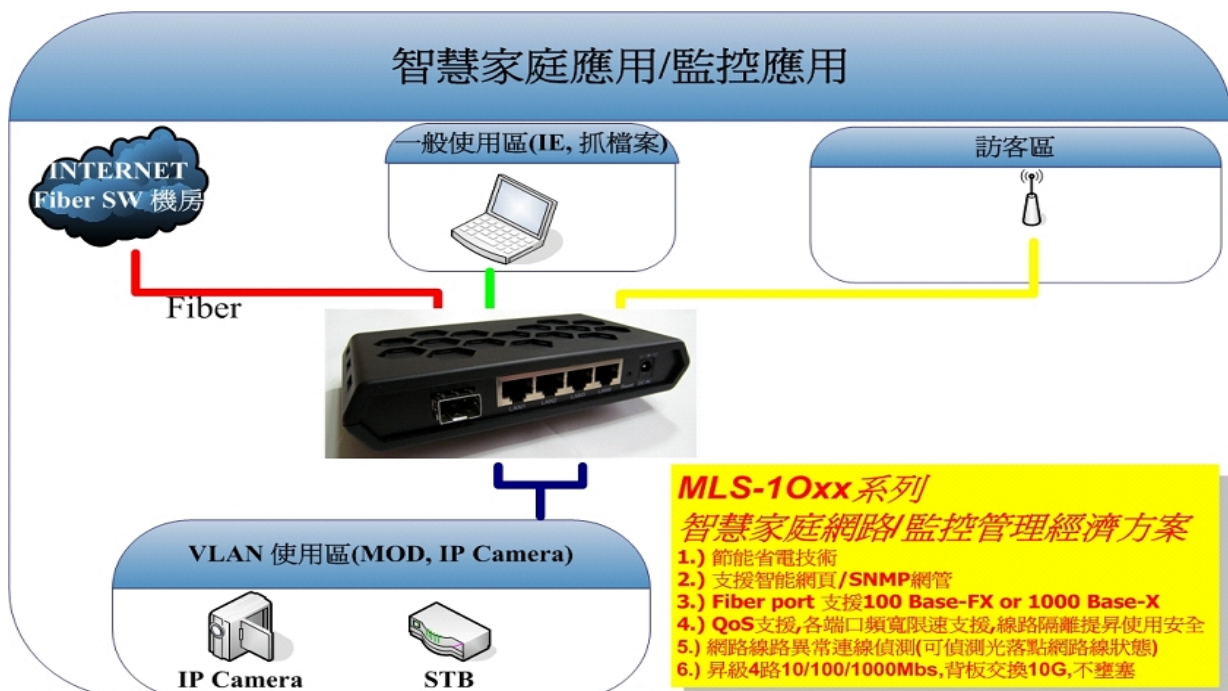 智慧家庭應用/監控應用
INTERNET
Fiber SW 機房
一般使用區(IE, 抓檔案)
訪客區
Fiber
LAN1 LAN2 LAN3
VLAN 使用區(MOD, IP Camera)
IP Camera
STB
MLS-1Oxx系列
智慧家庭網路/監控管理經濟方案
1.) 節能省電技術
2.) 支援智能網頁/SNMP網管
3.) Fiber port 支援100 Base-FX or 1000 Base-X
4.) QoS支援,各端口頻寬限速支援,線路隔離提昇使用安全
5.) 網路線路異常連線偵測(可偵測光落點網路線狀態)
6.) 昇級4路10/100/1000Mbs,背板交換10G,不壅塞